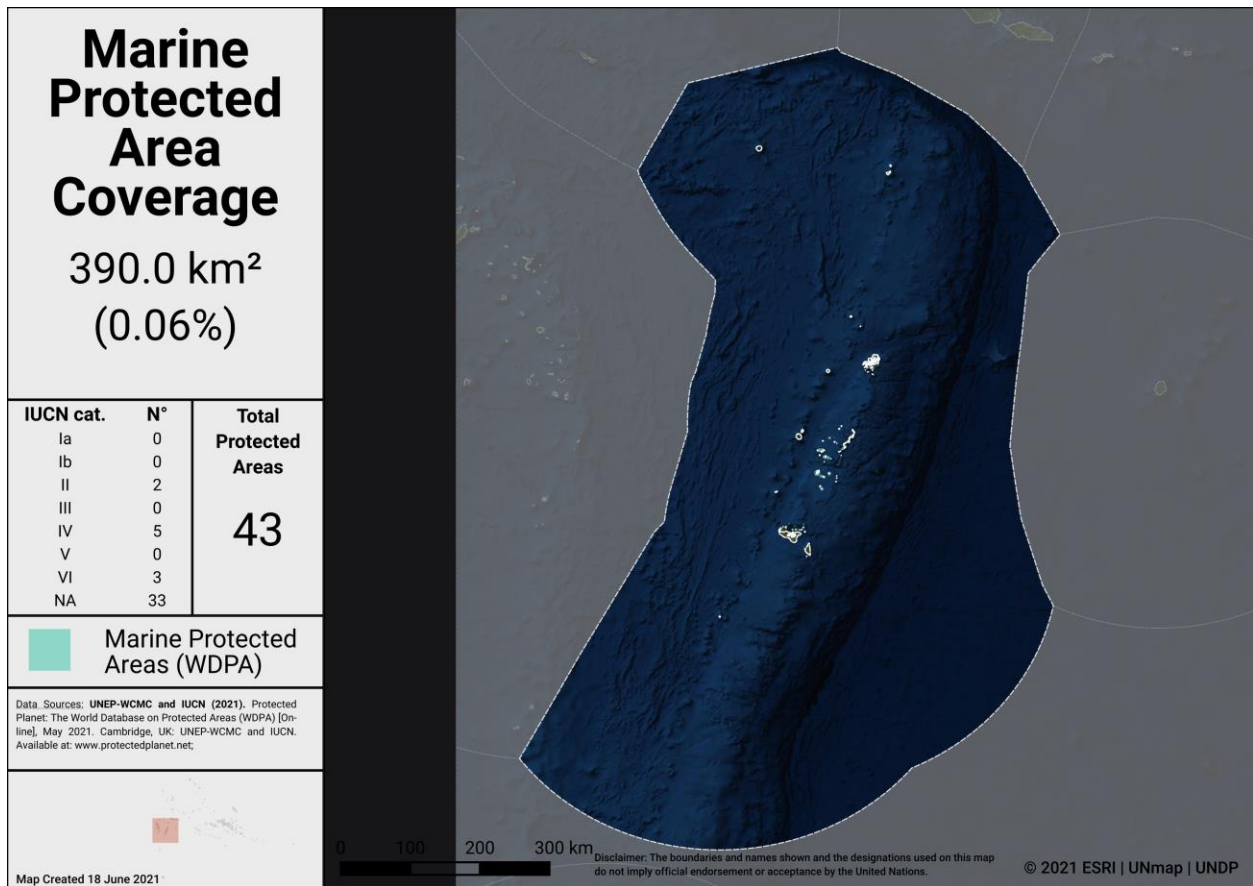 Marine
Protected
Area
Coverage
390.0 km²
(0.06%)
IUCN cat. N°
Ia 0
Ib 0
II 2
III 0
IV 5
V 0
VI 3
NA 33
Total
Protected
Areas
43
Marine Protected
Areas (WDPA)
Data Sources: UNEP-WCMC and IUCN (2021). Protected
Planet: The World Database on Protected Areas (WDPA) [On-
line], May 2021. Cambridge, UK: UNEP-WCMC and IUCN.
Available at: www.protectedplanet.net;
Map Created 18 June 2021
0 100 200 300 km
Disclaimer: The boundaries and names shown and the designations used on this map
do not imply official endorsement or acceptance by the United Nations.
© 2021 ESRI | UNmap | UNDP